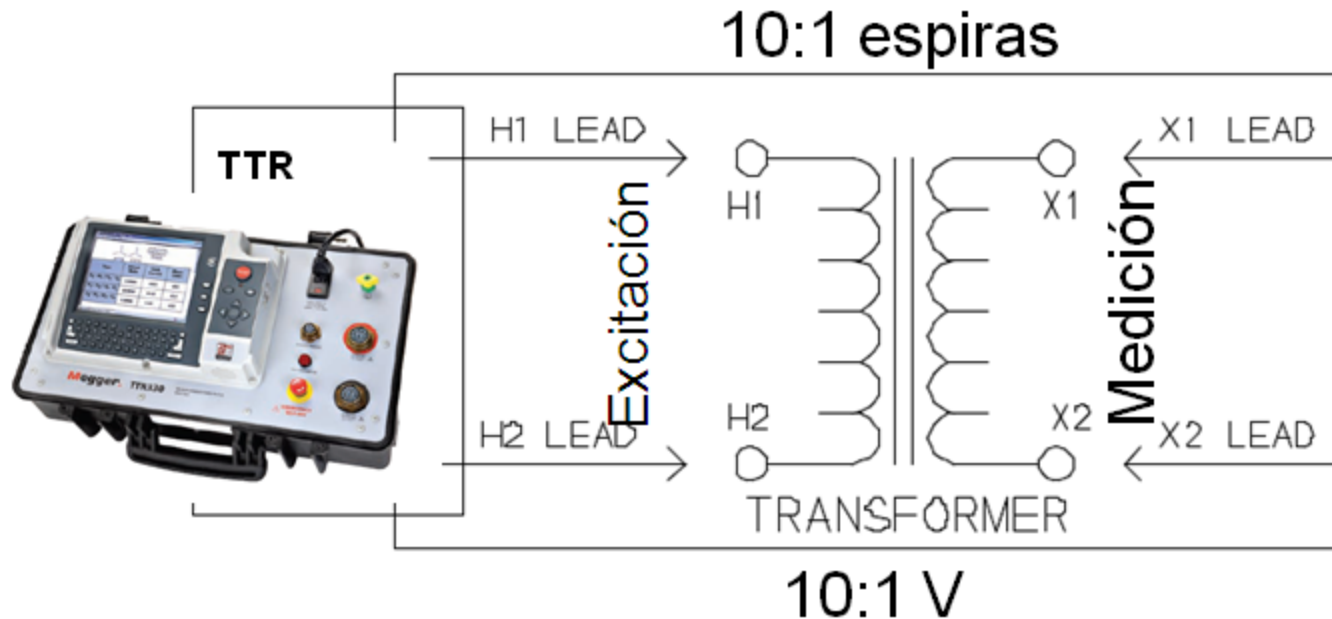 10:1 espiras
H1 LEAD
X1 LEAD
TTR
H1
X1
Excitación
Medición
Megger. TTR330
H2
X2
H2 LEAD
X2 LEAD
TRANSFORMER
10:1 V